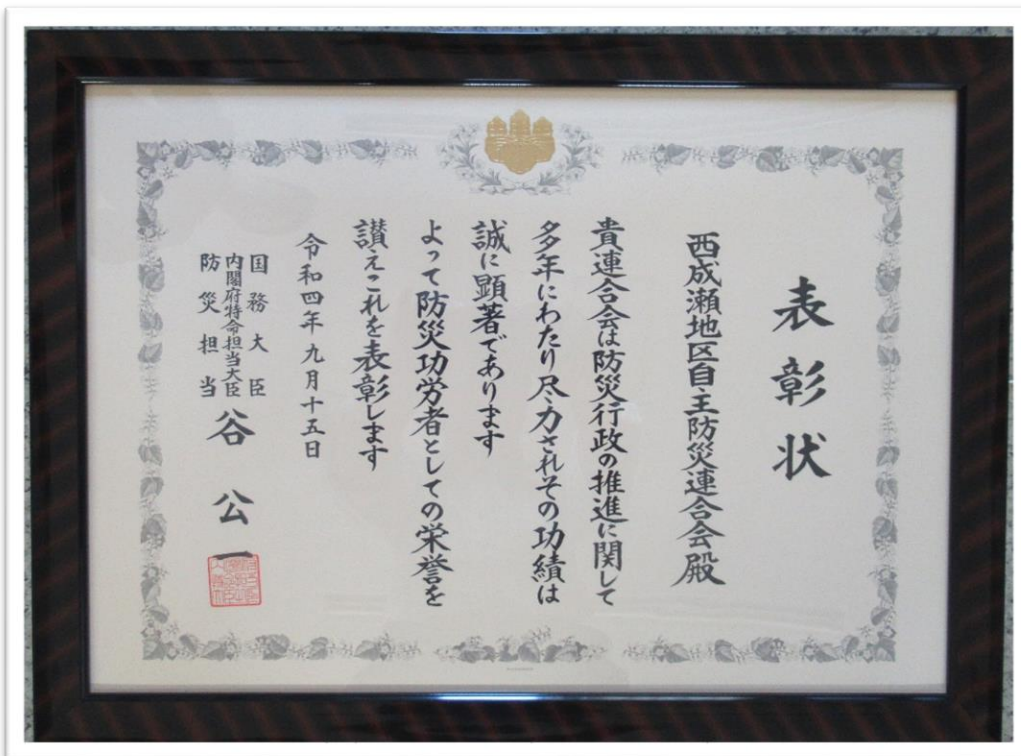 表彰状
西成瀬地区自主防災連合会殿
貴連合会は防災行政の推進に関して
多年にわたり尽力されその功績は
誠に顕著であります
よって防災功労者としての栄誉を
讃えこれを表彰します
令和四年九月十五日
国務大臣
内閣府特命担当大臣
防災担当
谷公一